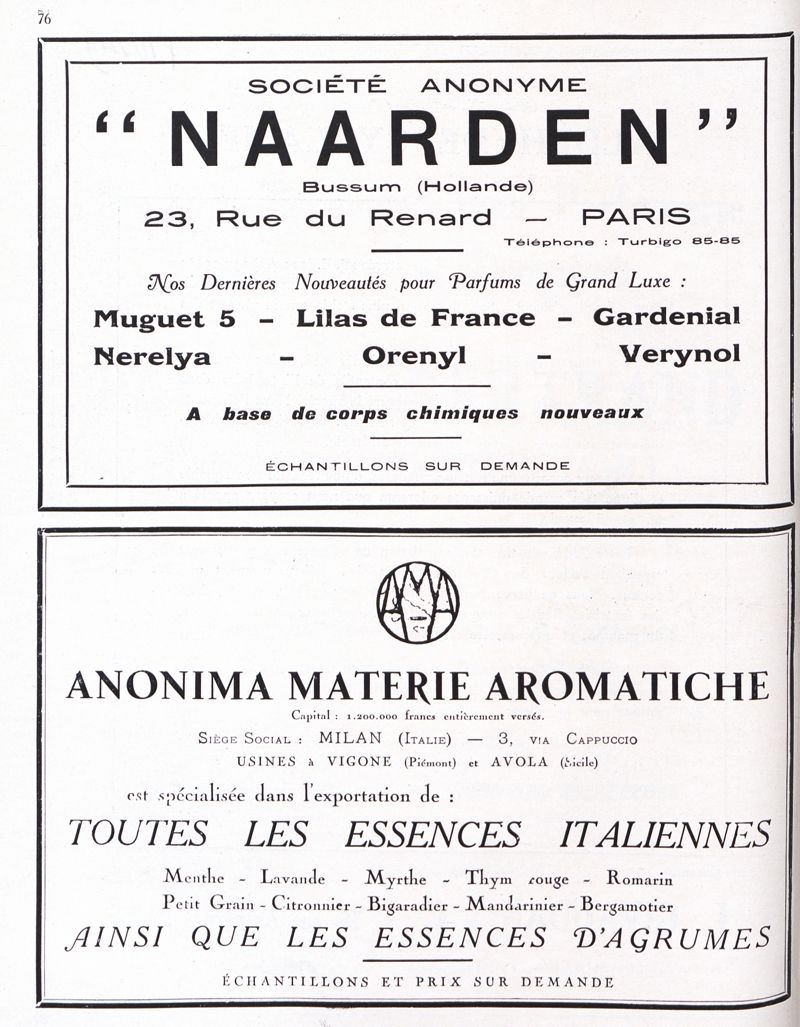 76
SOCIÉTÉ ANONYME
“NAARDEN”
Bussum (Hollande)
23, Rue du Renard — PARIS
Téléphone : Turbigo 85-85
Nos Dernières Nouveautés pour Parfums de Grand Luxe :
Muguet 5 – Lilas de France – Gardenial
Nerelya – Orenyl – Verynol
A base de corps chimiques nouveaux
ÉCHANTILLONS SUR DEMANDE
ANONIMA MATERIE AROMATICHE
Capital : 1.200.000 francs entièrement versés.
SIÈGE SOCIAL : MILAN (ITALIE) — 3, VIA CAPPUCCIO
USINES à VIGONE (Piémont) et AVOLA (Sicile)
est spécialisée dans l'exportation de :
TOUTES LES ESSENCES ITALIENNES
Menthe - Lavande - Myrthe - Thym rouge - Romarin
Petit Grain - Citronnier - Bigaradier - Mandarinier - Bergamotier
AINSI QUE LES ESSENCES D'AGRUMES
ÉCHANTILLONS ET PRIX SUR DEMANDE